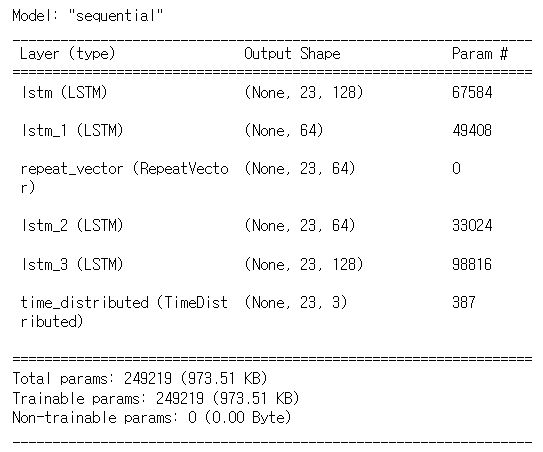 Model: "sequential"
_________________________________________________________________
Layer (type) Output Shape Param #
=================================================================
lstm (LSTM) (None, 23, 128) 67584
lstm_1 (LSTM) (None, 64) 49408
repeat_vector (RepeatVecto (None, 23, 64) 0
r)
lstm_2 (LSTM) (None, 23, 64) 33024
lstm_3 (LSTM) (None, 23, 128) 98816
time_distributed (TimeDist (None, 23, 3) 387
ributed)
=================================================================
Total params: 249219 (973.51 KB)
Trainable params: 249219 (973.51 KB)
Non-trainable params: 0 (0.00 Byte)
_________________________________________________________________